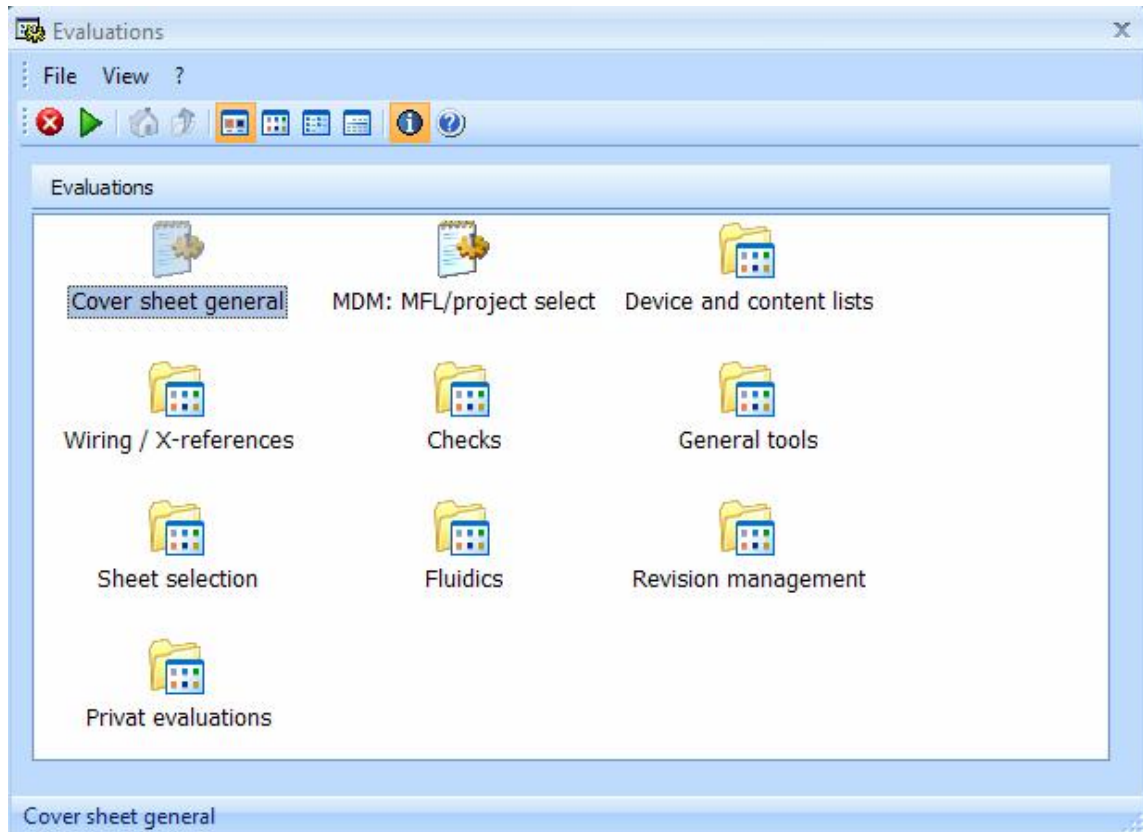 Evaluations
File View ?
Evaluations
Cover sheet general MDM: MFL/project select Device and content lists
Wiring / X-references Checks General tools
Sheet selection Fluidics Revision management
Privat evaluations
Cover sheet general